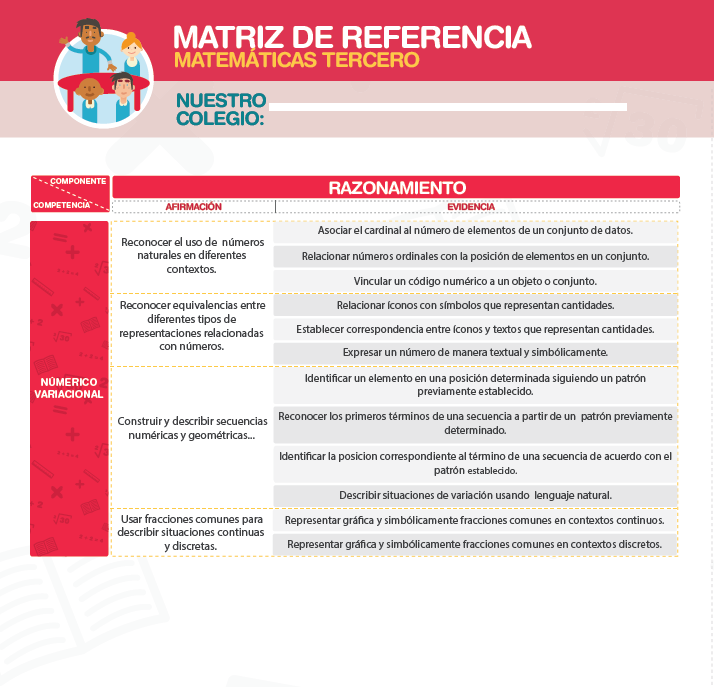 MATRIZ DE REFERENCIA
MATEMÁTICAS TERCERO
NUESTRO
COLEGIO:
COMPONENTE
COMPETENCIA
RAZONAMIENTO
AFIRMACIÓN
EVIDENCIA
NÚMERICO
VARIACIONAL
Reconocer el uso de números
naturales en diferentes
contextos.
Asociar el cardinal al número de elementos de un conjunto de datos.
Relacionar números ordinales con la posición de elementos en un conjunto.
Vincular un código numérico a un objeto o conjunto.
Reconocer equivalencias entre
diferentes tipos de
representaciones relacionadas
con números.
Relacionar íconos con símbolos que representan cantidades.
Establecer correspondencia entre íconos y textos que representan cantidades.
Expresar un número de manera textual y simbólicamente.
Construir y describir secuencias
numéricas y geométricas...
Identificar un elemento en una posición determinada siguiendo un patrón
previamente establecido.
Reconocer los primeros términos de una secuencia a partir de un patrón previamente
determinado.
Identificar la posicion correspondiente al término de una secuencia de acuerdo con el
patrón establecido.
Describir situaciones de variación usando lenguaje natural.
Usar fracciones comunes para
describir situaciones continuas
y discretas.
Representar gráfica y simbólicamente fracciones comunes en contextos continuos.
Representar gráfica y simbólicamente fracciones comunes en contextos discretos.